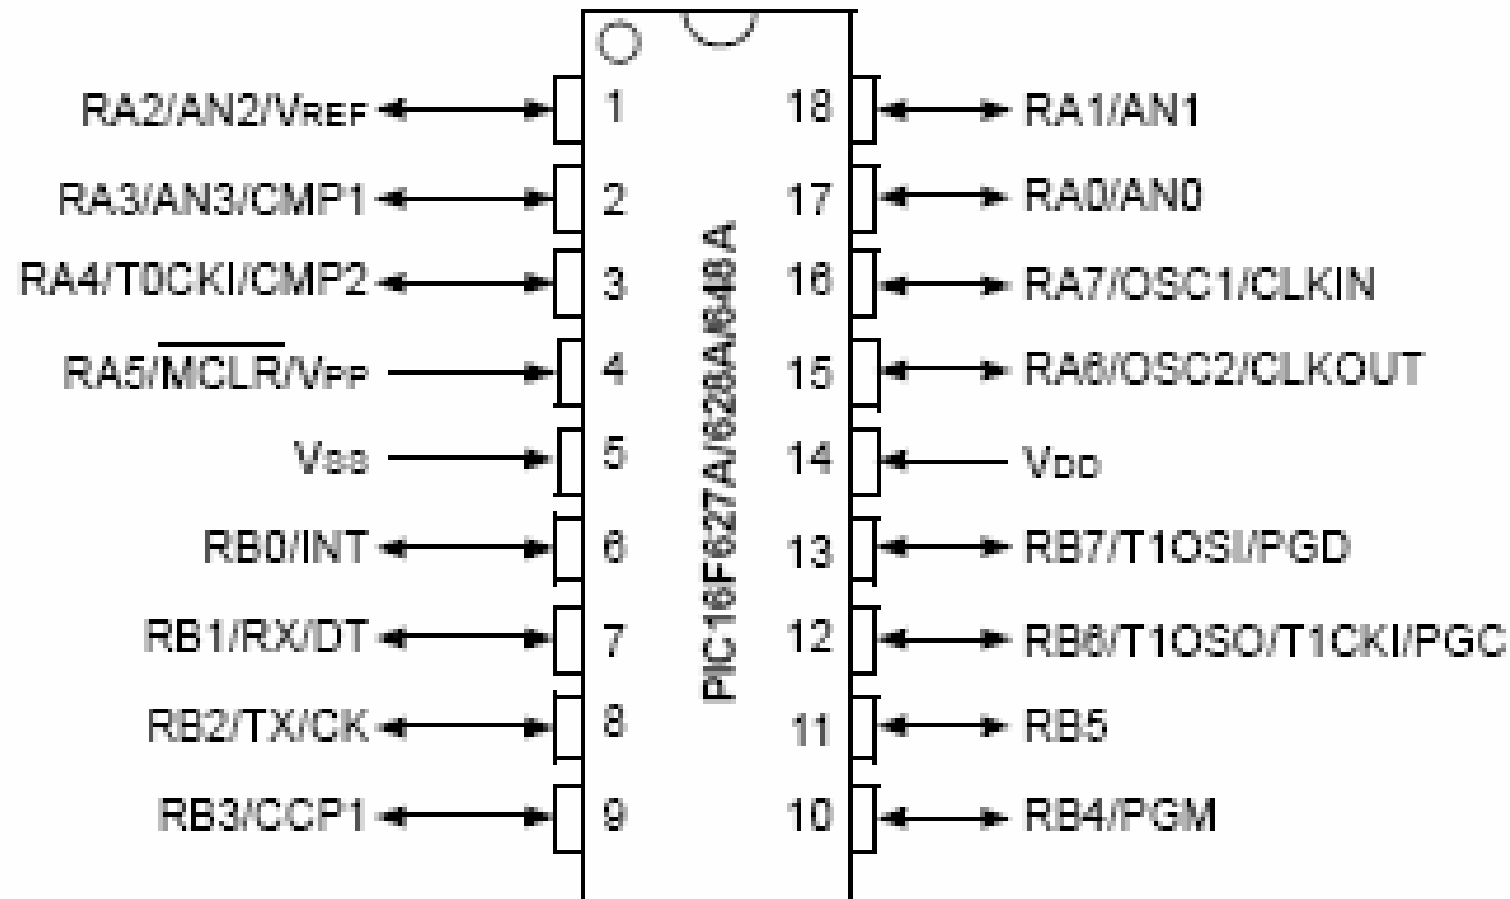 RA2/AN2/VREF 1 18 RA1/AN1
RA3/AN3/CMP1 2 17 RA0/AN0
RA4/T0CKI/CMP2 3 16 RA7/OSC1/CLKIN
RA5/MCLR/VPP 4 15 RA6/OSC2/CLKOUT
VSS 5 14 VDD
RB0/INT 6 13 RB7/T1OSI/PGD
RB1/RX/DT 7 12 RB6/T1OSO/T1CKI/PGC
RB2/TX/CK 8 11 RB5
RB3/CCP1 9 10 RB4/PGM
PIC16F627A/628A/648A